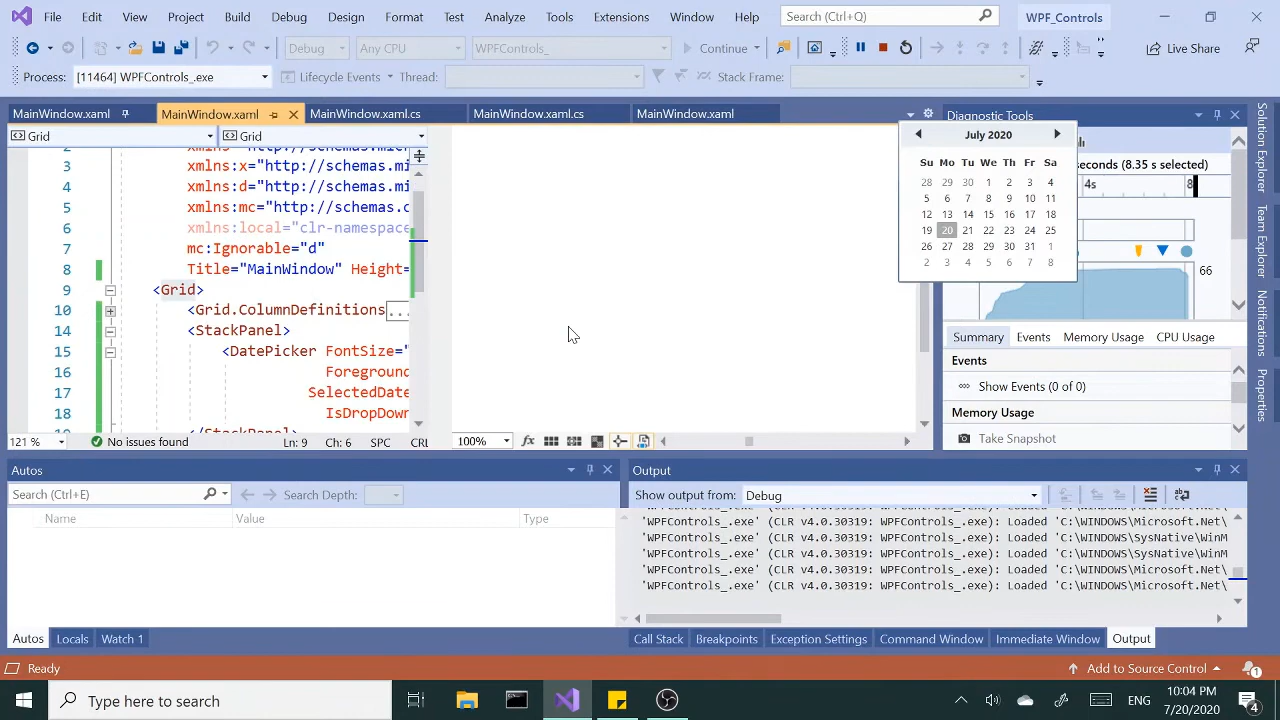 File Edit View Project Build Debug Design Format Test Analyze Tools Extensions Window Help Search (Ctrl+Q) WPF_Controls
Debug Any CPU WPFControls_ Continue Live Share
Process: [11464] WPFControls_.exe Lifecycle Events Thread: Stack Frame:
MainWindow.xaml MainWindow.xaml MainWindow.xaml.cs MainWindow.xaml.cs MainWindow.xaml
Grid Grid
3 xmlns:x="http://schemas.mi
4 xmlns:d="http://schemas.mi
5 xmlns:mc="http://schemas.c
6 xmlns:local="clr-namespace
7 mc:Ignorable="d"
8 Title="MainWindow" Height=
9 <Grid>
10 <Grid.ColumnDefinitions...
14 <StackPanel>
15 <DatePicker FontSize="
16 Foreground
17 SelectedDate
18 IsDropDown
121 % No issues found Ln: 9 Ch: 6 SPC CRL
100%
July 2020
Su Mo Tu We Th Fr Sa
28 29 30 1 2 3 4
5 6 7 8 9 10 11
12 13 14 15 16 17 18
19 20 21 22 23 24 25
26 27 28 29 30 31 1
2 3 4 5 6 7 8
Diagnostic Tools
seconds (8.35 s selected)
4s 8
66
Summary Events Memory Usage CPU Usage
Events
Show Events (0 of 0)
Memory Usage
Take Snapshot
Solution Explorer
Team Explorer
Notifications
Properties
Autos
Search (Ctrl+E) Search Depth:
Name Value Type
Autos Locals Watch 1
Output
Show output from: Debug
'WPFControls_.exe' (CLR v4.0.30319: WPFControls_.exe): Loaded 'C:\WINDOWS\Microsoft.Net\
'WPFControls_.exe' (CLR v4.0.30319: WPFControls_.exe): Loaded 'C:\WINDOWS\SysNative\WinM
'WPFControls_.exe' (CLR v4.0.30319: WPFControls_.exe): Loaded 'C:\WINDOWS\SysNative\WinM
'WPFControls_.exe' (CLR v4.0.30319: WPFControls_.exe): Loaded 'C:\WINDOWS\Microsoft.Net\
'WPFControls_.exe' (CLR v4.0.30319: WPFControls_.exe): Loaded 'C:\WINDOWS\Microsoft.Net\
Call Stack Breakpoints Exception Settings Command Window Immediate Window Output
Ready Add to Source Control 1
Type here to search ENG 10:04 PM
7/20/2020 4